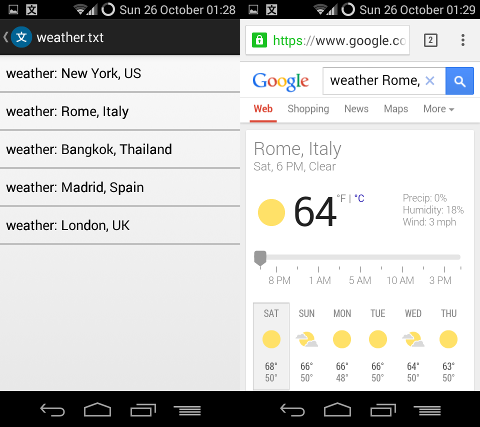 Sun 26 October 01:28
文 weather.txt
weather: New York, US
weather: Rome, Italy
weather: Bangkok, Thailand
weather: Madrid, Spain
weather: London, UK
Sun 26 October 01:29
https://www.google.co
2
Google
weather Rome,
Web Shopping News Maps More
Rome, Italy
Sat, 6 PM, Clear
64 °F | °C
Precip: 0%
Humidity: 18%
Wind: 3 mph
8 PM 1 AM 5 AM 10 AM 3 PM
SAT SUN MON TUE WED THU
68° 66° 66° 66° 64° 63°
50° 50° 48° 50° 50° 50°